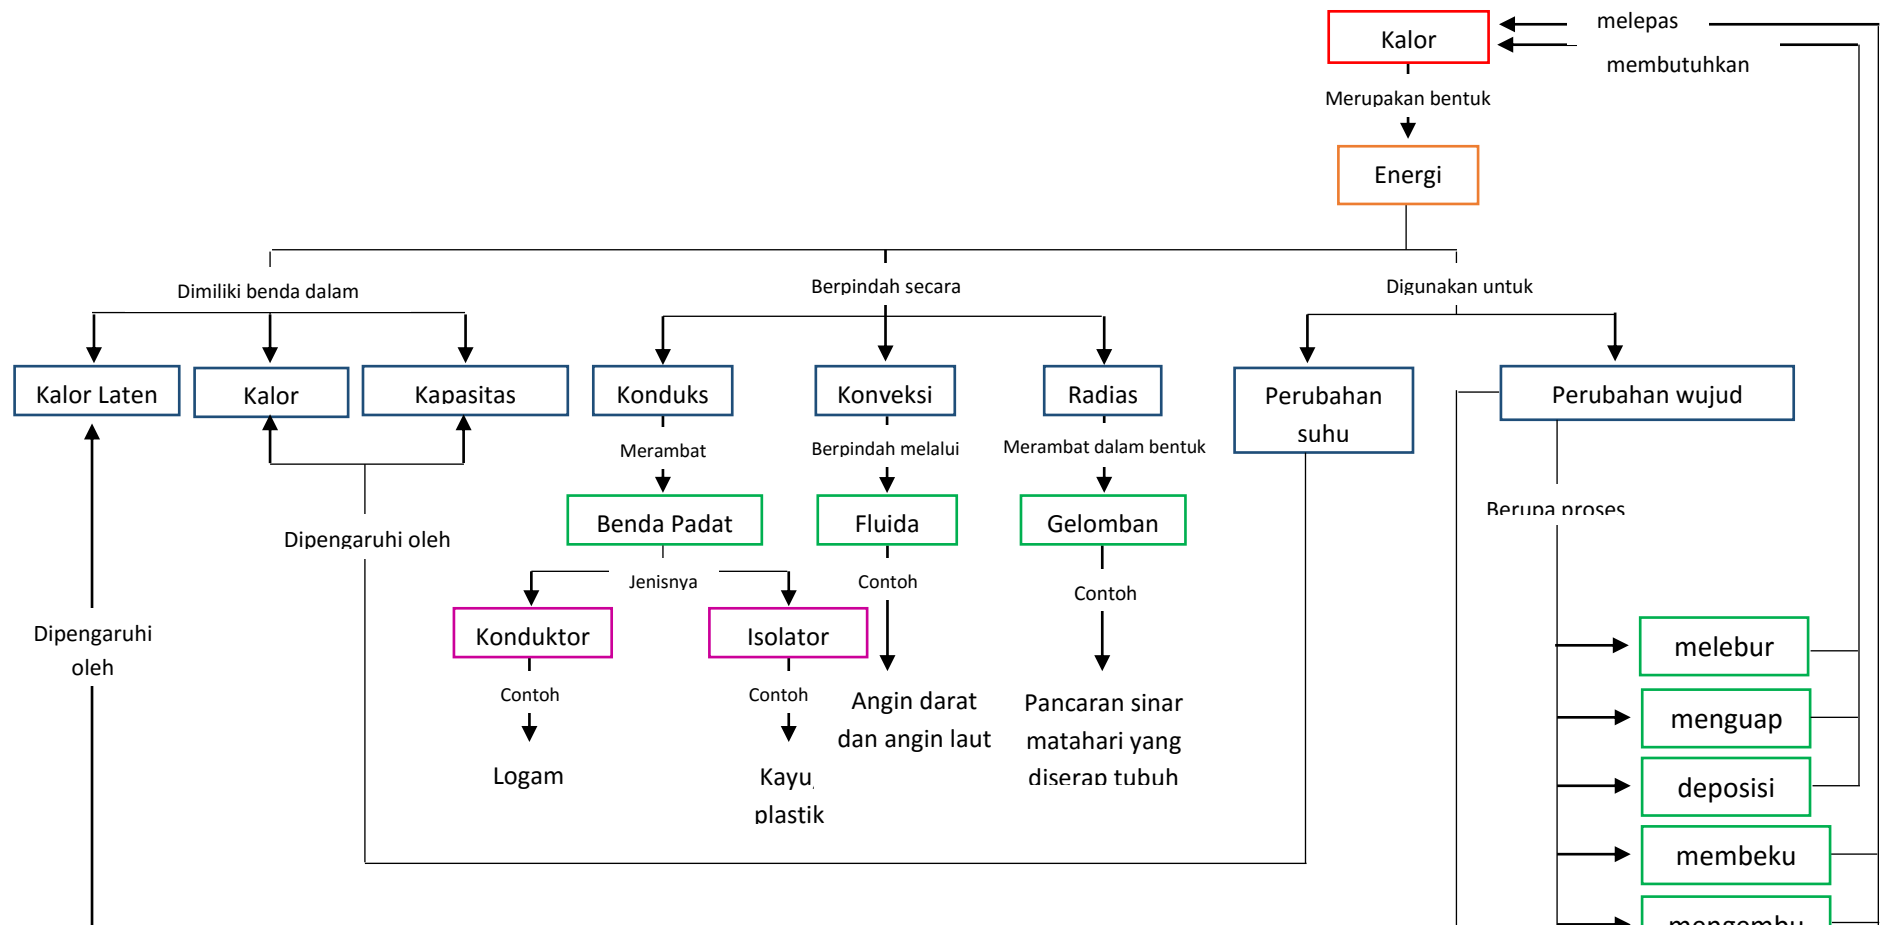 melepas
Kalor
membutuhkan
Merupakan bentuk
Energi
Dimiliki benda dalam
Berpindah secara
Digunakan untuk
Kalor Laten
Kalor
Kapasitas
Konduks
Konveksi
Radias
Perubahan
suhu
Perubahan wujud
Merambat
Berpindah melalui
Merambat dalam bentuk
Benda Padat
Fluida
Gelomban
Berupa proses
Dipengaruhi oleh
Jenisnya
Contoh
Contoh
Dipengaruhi
oleh
Konduktor
Isolator
melebur
Contoh
Contoh
Angin darat
dan angin laut
Pancaran sinar
matahari yang
diserap tubuh
menguap
Logam
Kayu,
plastik
deposisi
membeku
mengembu